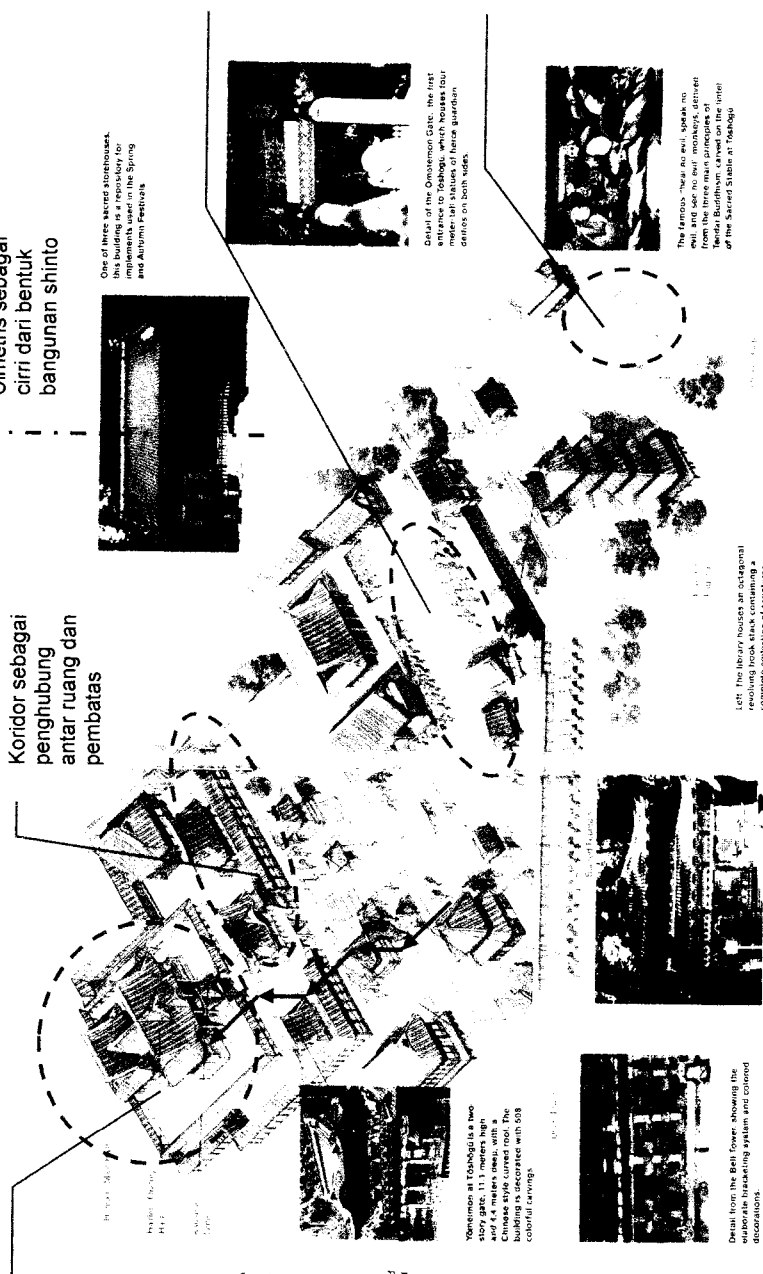 sebagai
cirri dari bentuk
bangunan shinto
Koridor sebagai
penghubung
antar ruang dan
pembatas
One of three sacred storehouses,
this building is a repository for
implements used in the Spring
and Autumn Festivals
Detail of the Omotemon Gate, the first
entrance to Tōshōgū, which houses four
meter-tall statues of fierce guardian
deities on both sides.
The famous "hear no evil, speak no
evil, and see no evil" monkeys, derived
from the three main principles of
Tendai Buddhism, carved on the lintel
of the Sacred Stable at Tōshōgū
Yōmeimon at Tōshōgū is a two
story gate, 11.1 meters high
and 4.4 meters deep, with a
Chinese style curved roof. The
building is decorated with 508
colorful carvings
Left The library houses an octagonal
revolving book stack containing a
Detail from the Bell Tower, showing the
elaborate bracketing system and colored
decorations.